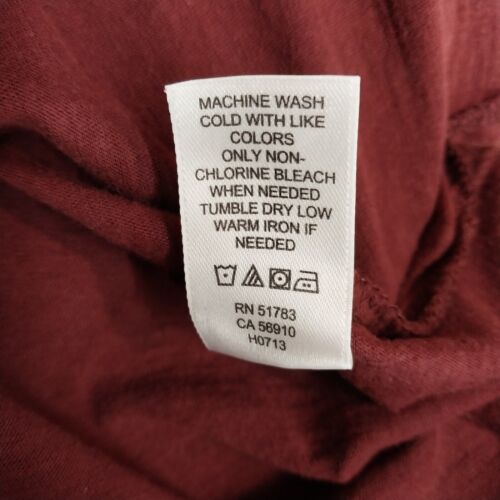 MACHINE WASH
COLD WITH LIKE
COLORS
ONLY NON-
CHLORINE BLEACH
WHEN NEEDED
TUMBLE DRY LOW
WARM IRON IF
NEEDED
RN 51783
CA 56910
H0713